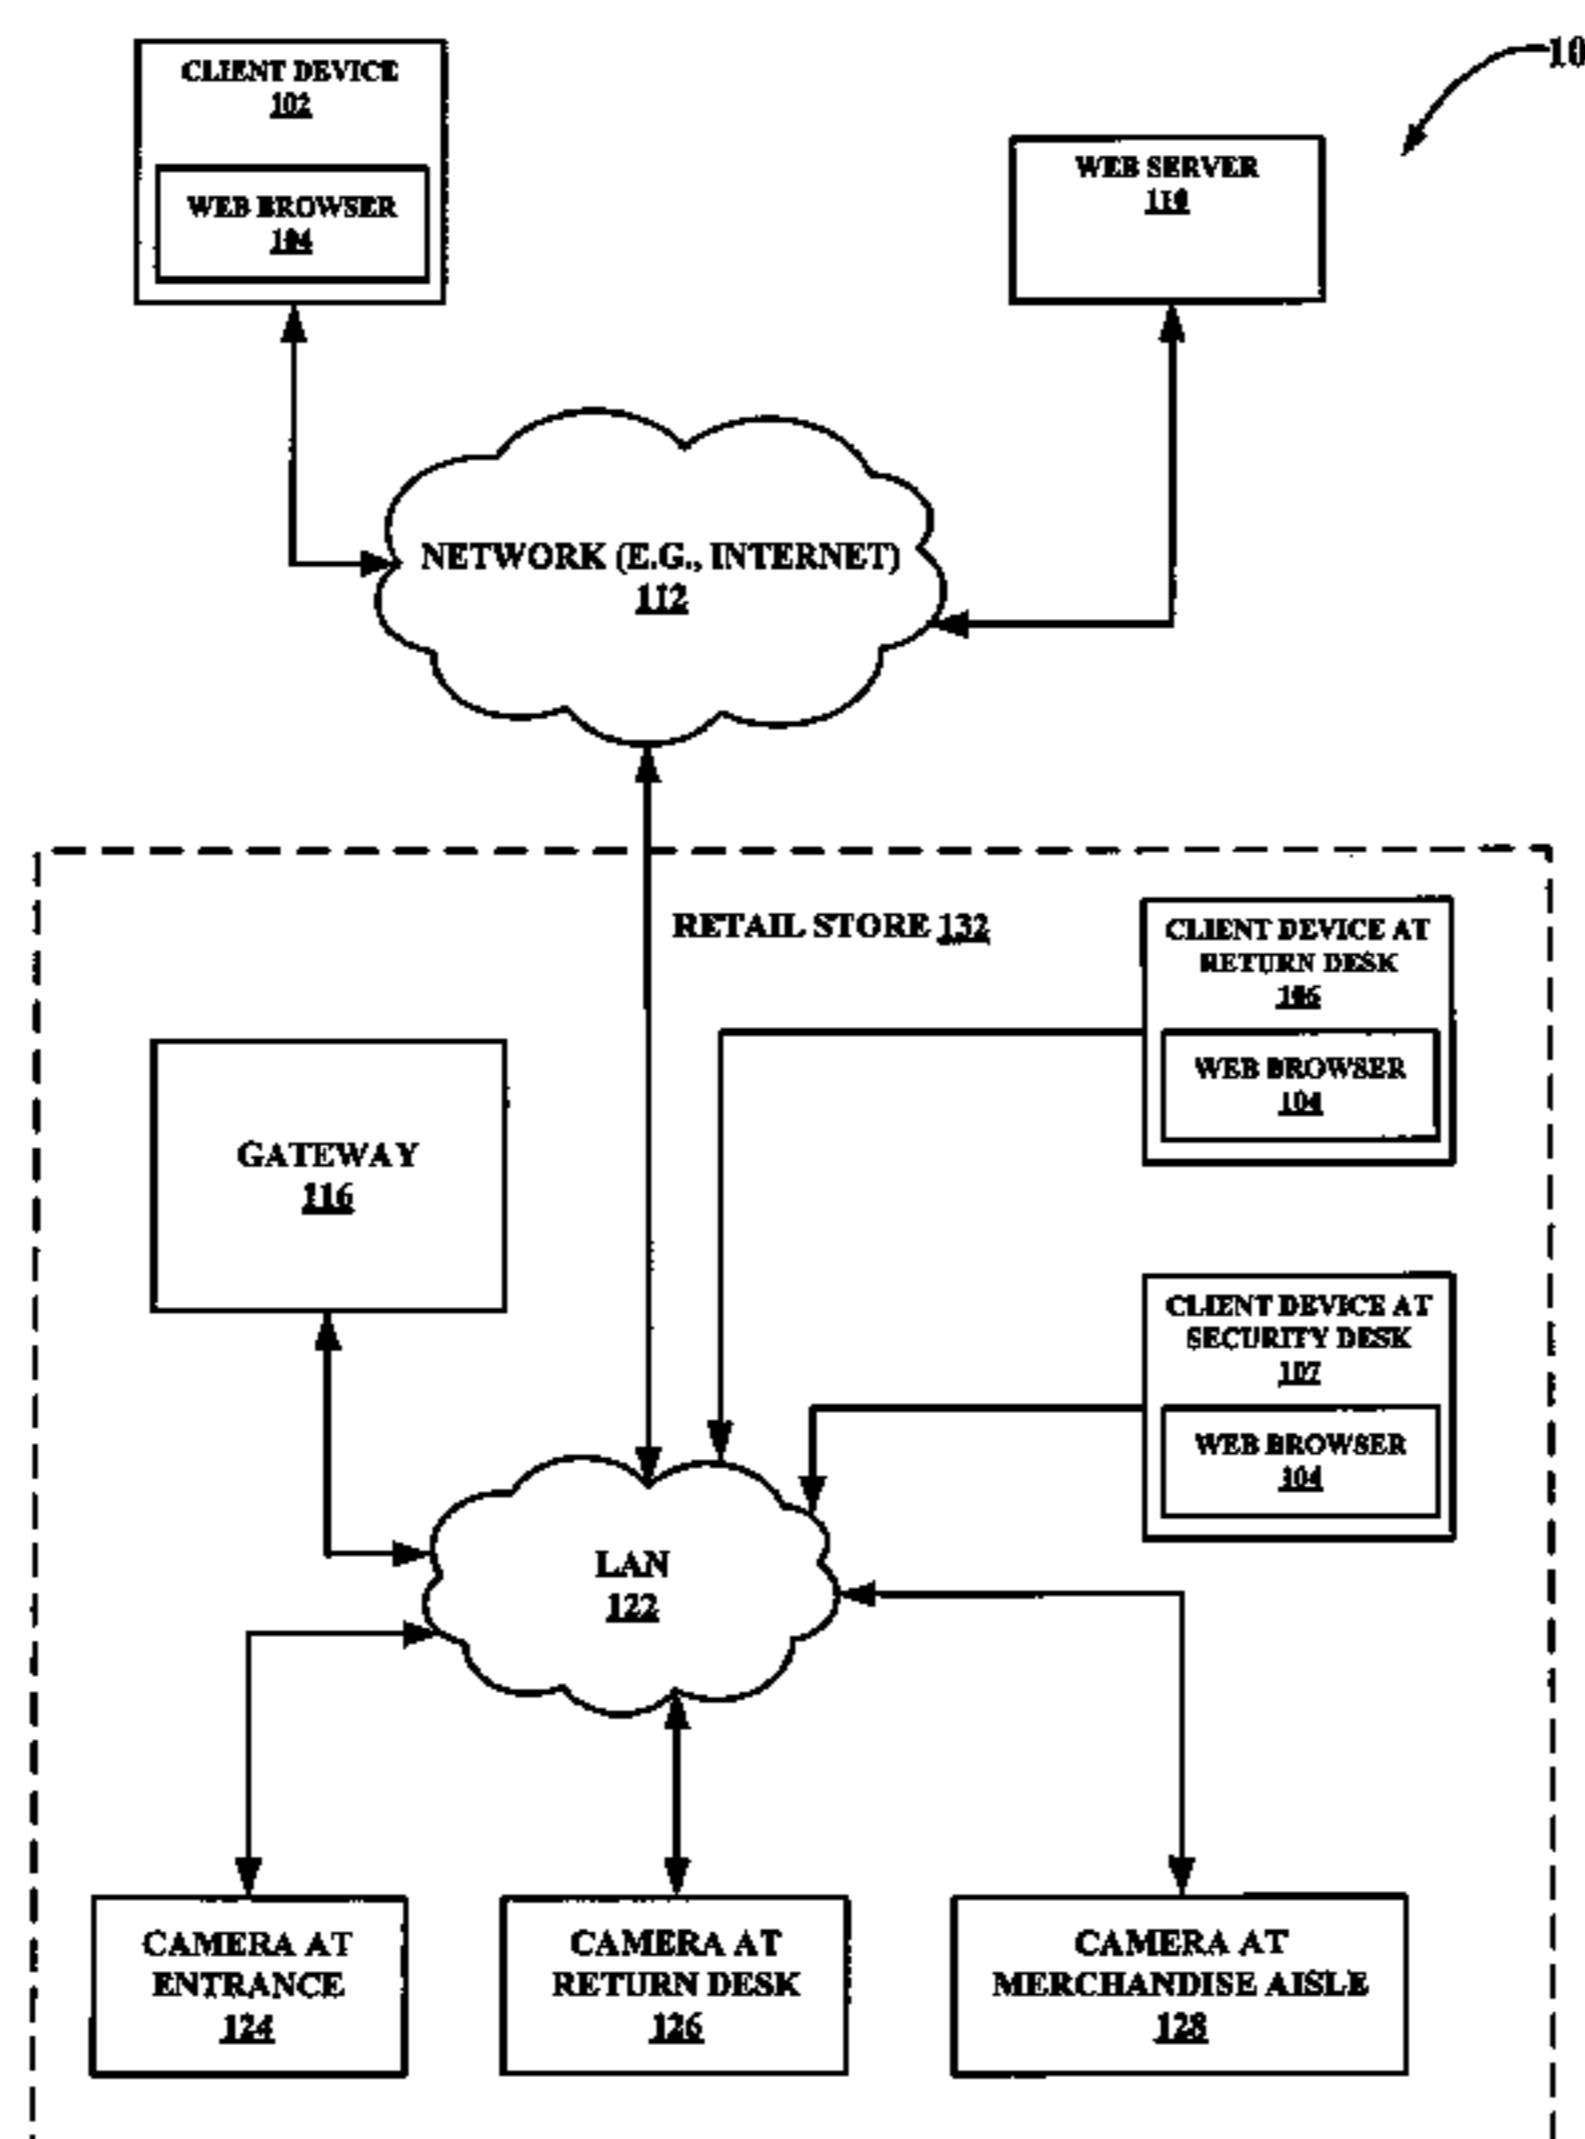 CLIENT DEVICE
102
WEB BROWSER
104
10
WEB SERVER
110
NETWORK (E.G., INTERNET)
112
RETAIL STORE 132
CLIENT DEVICE AT
RETURN DESK
106
WEB BROWSER
104
GATEWAY
116
CLIENT DEVICE AT
SECURITY DESK
107
WEB BROWSER
104
LAN
122
CAMERA AT
ENTRANCE
124
CAMERA AT
RETURN DESK
126
CAMERA AT
MERCHANDISE AISLE
128